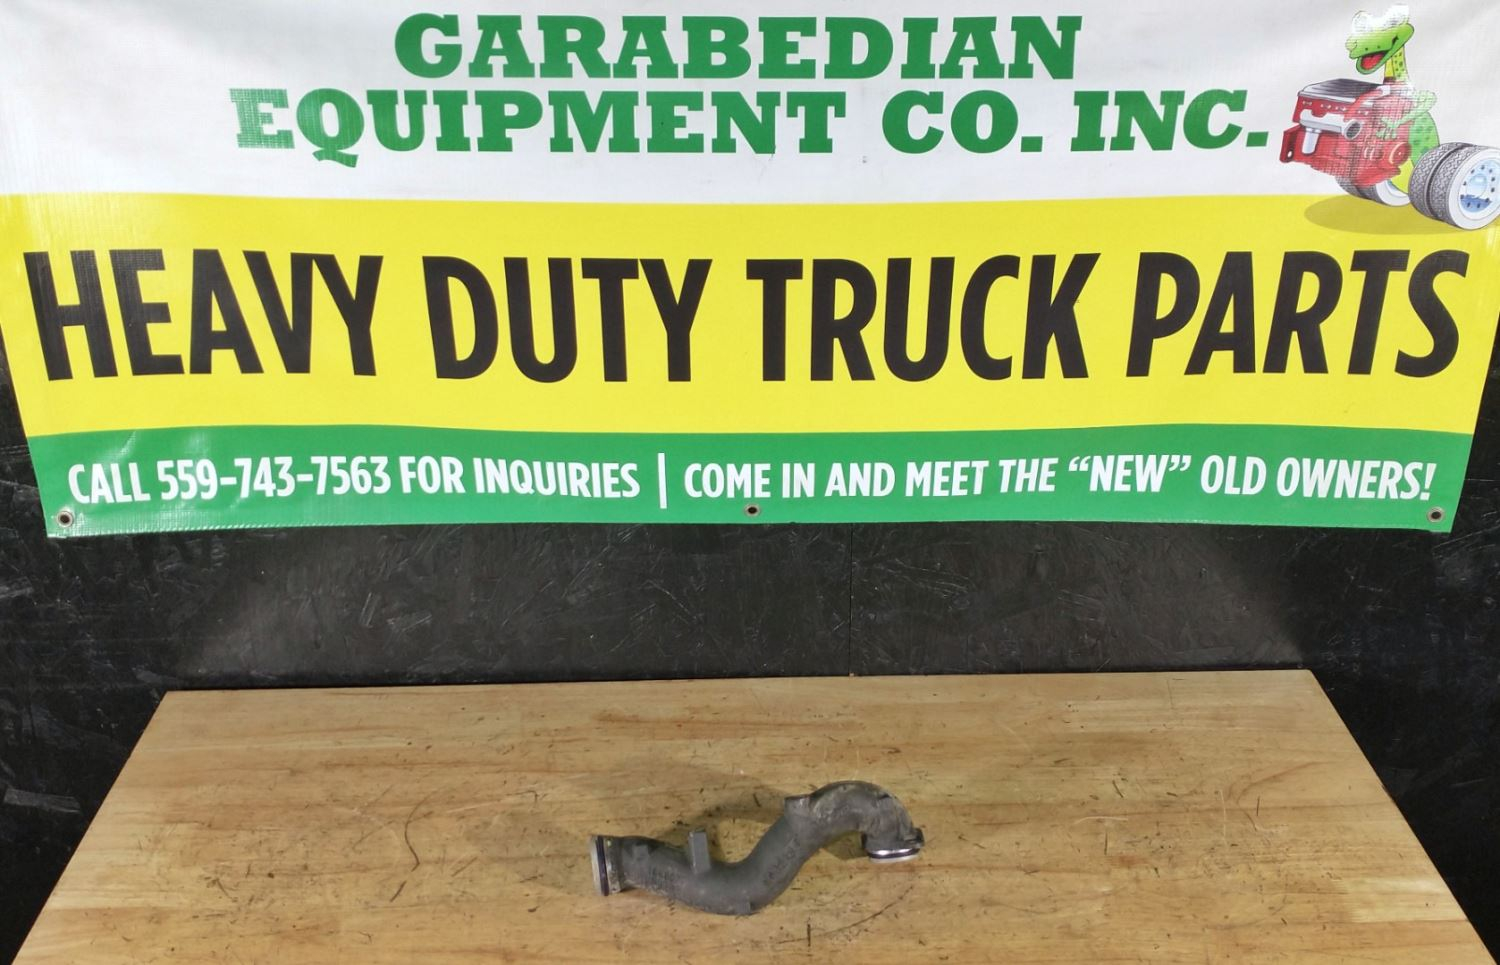 GARABEDIAN
EQUIPMENT CO. INC.
HEAVY DUTY TRUCK PARTS
CALL 559-743-7563 FOR INQUIRIES | COME IN AND MEET THE “NEW” OLD OWNERS!